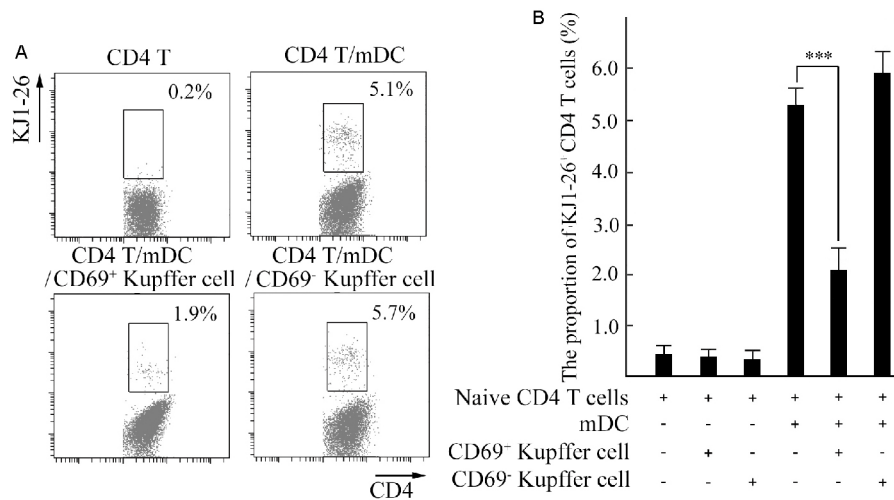 A
CD4 T
CD4 T/mDC
KJ1-26
0.2%
5.1%
CD4 T/mDC
/CD69⁺ Kupffer cell
CD4 T/mDC
/CD69⁻ Kupffer cell
1.9%
5.7%
CD4
B
The proportion of KJ1-26⁺ CD4 T cells (%)
***
6.0
5.0
4.0
3.0
2.0
1.0
Naive CD4 T cells + + + + + +
mDC - - - + + +
CD69⁺ Kupffer cell - + - - + -
CD69⁻ Kupffer cell - - + - - +